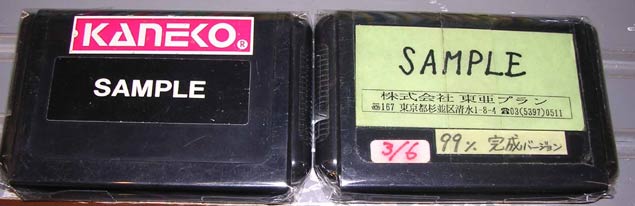 KANEKO®
SAMPLE
SAMPLE
株式会社 東亜プラン
〒167 東京都杉並区清水1-8-4 ☎03(5397)0511
3/6
99% 完成バージョン